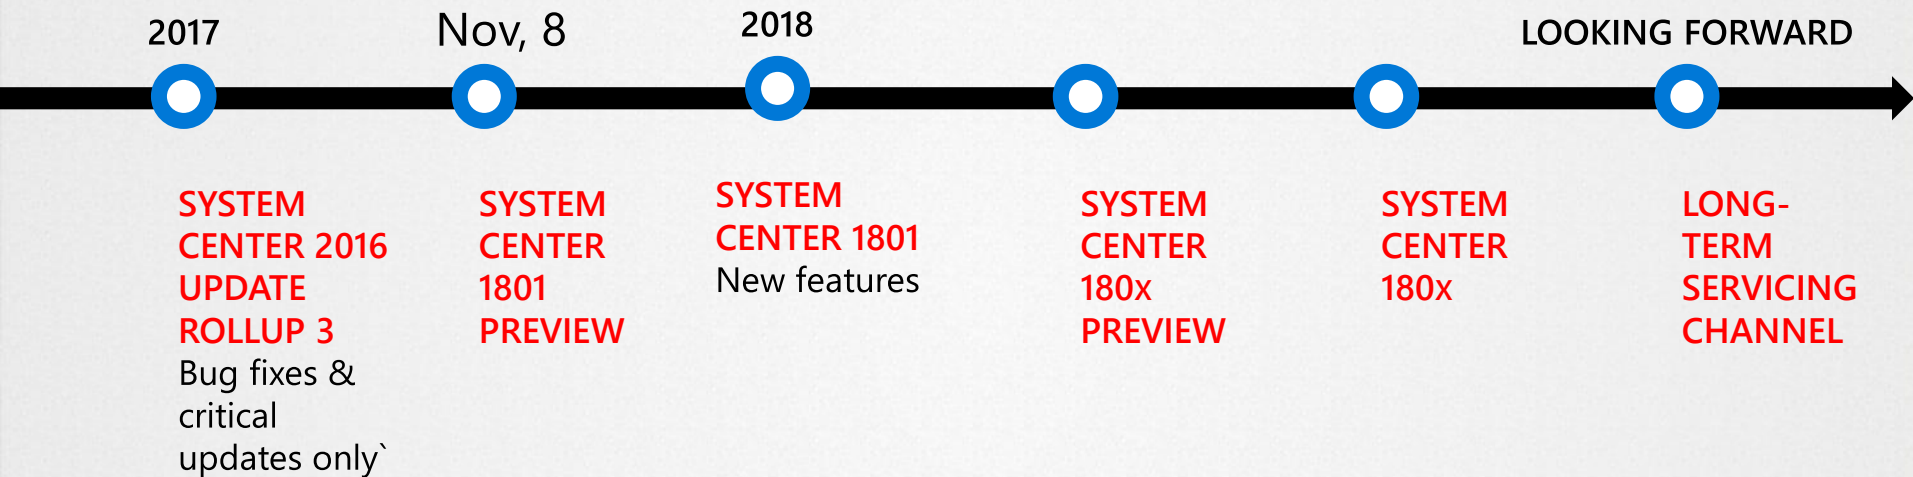 2017
Nov, 8
2018
LOOKING FORWARD
SYSTEM
CENTER 2016
UPDATE
ROLLUP 3
Bug fixes &
critical
updates only`
SYSTEM
CENTER
1801
PREVIEW
SYSTEM
CENTER 1801
New features
SYSTEM
CENTER
180x
PREVIEW
SYSTEM
CENTER
180x
LONG-
TERM
SERVICING
CHANNEL